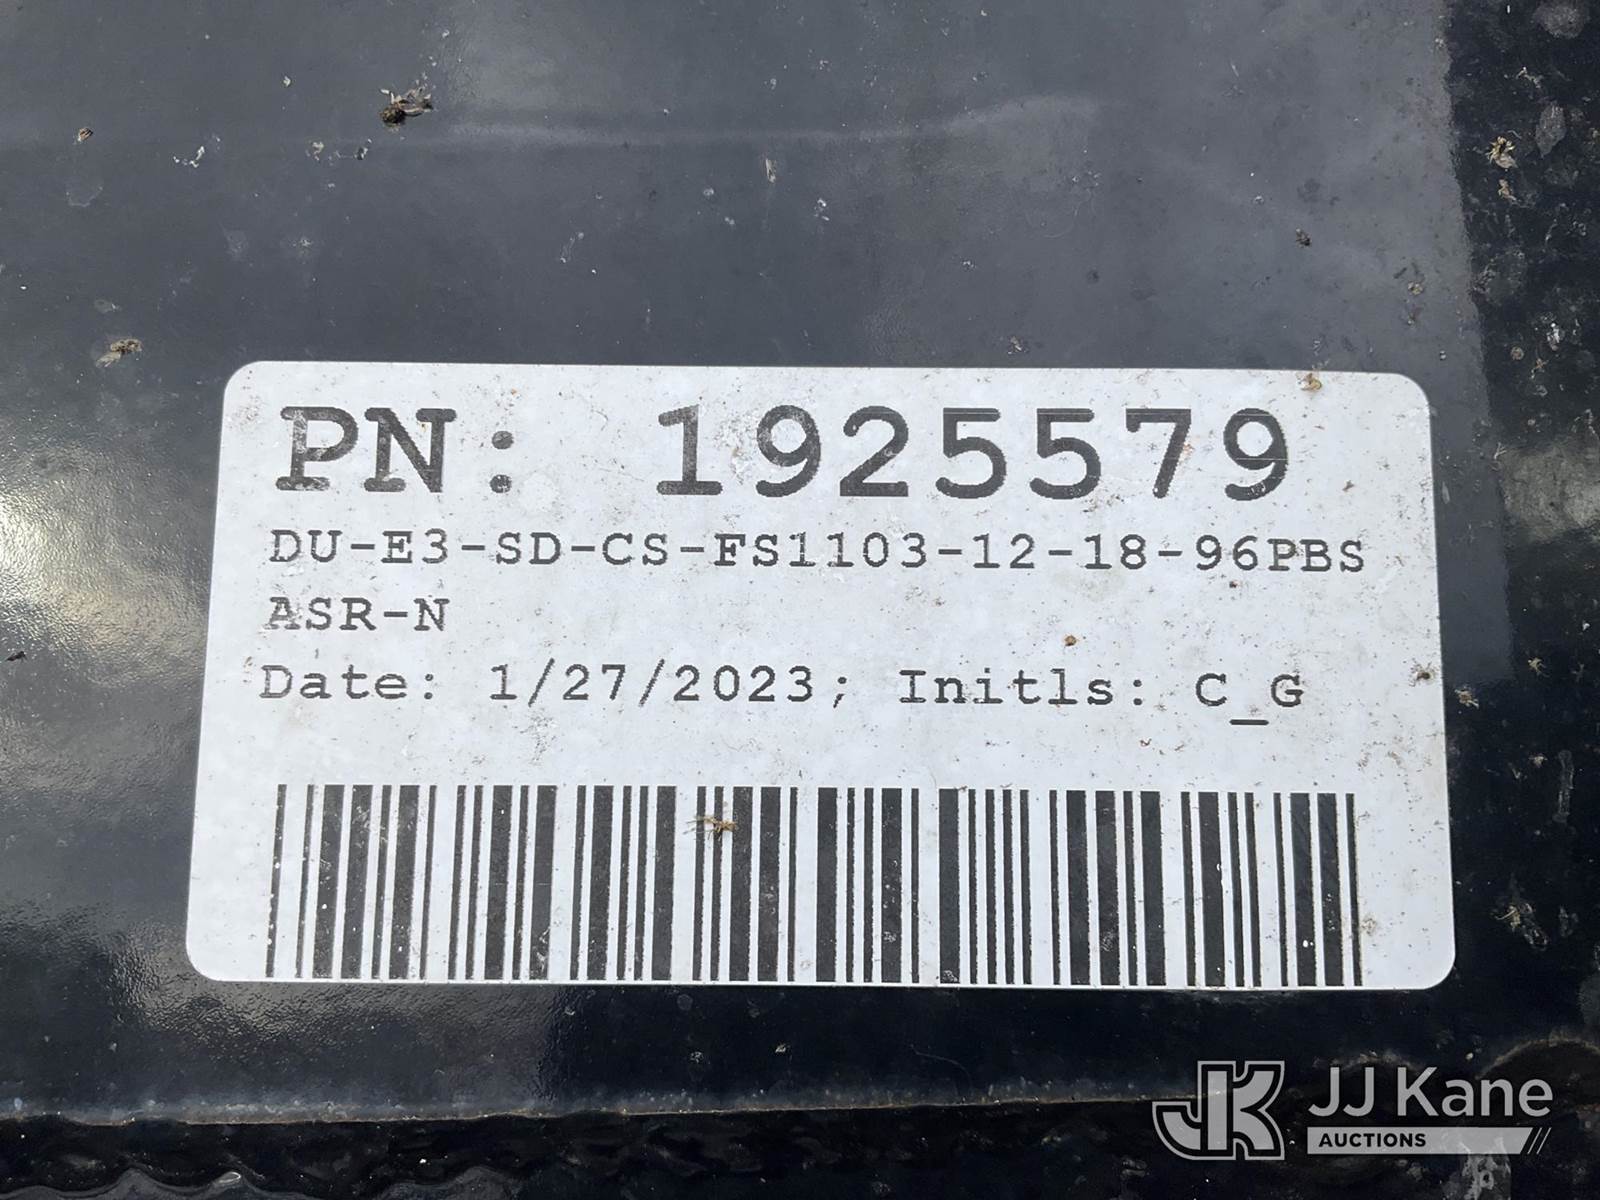 PN: 1925579
DU-E3-SD-CS-FS1103-12-18-96PBS
ASR-N
Date: 1/27/2023; Initls: C_G
JK JJ Kane
AUCTIONS